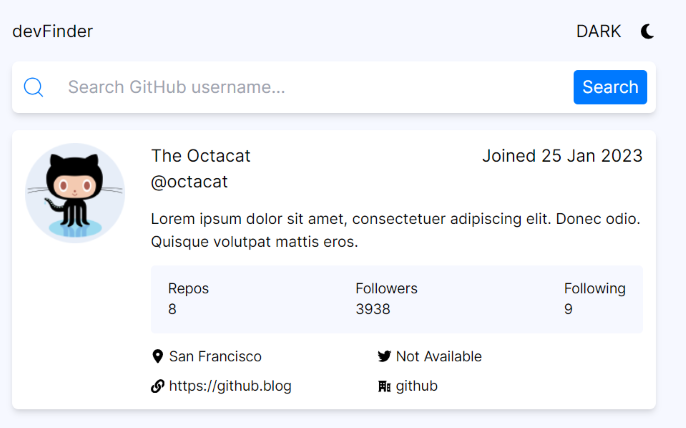 devFinder DARK
Search GitHub username... Search
The Octacat Joined 25 Jan 2023
@octacat
Lorem ipsum dolor sit amet, consectetuer adipiscing elit. Donec odio.
Quisque volutpat mattis eros.
Repos Followers Following
8 3938 9
San Francisco Not Available
https://github.blog github